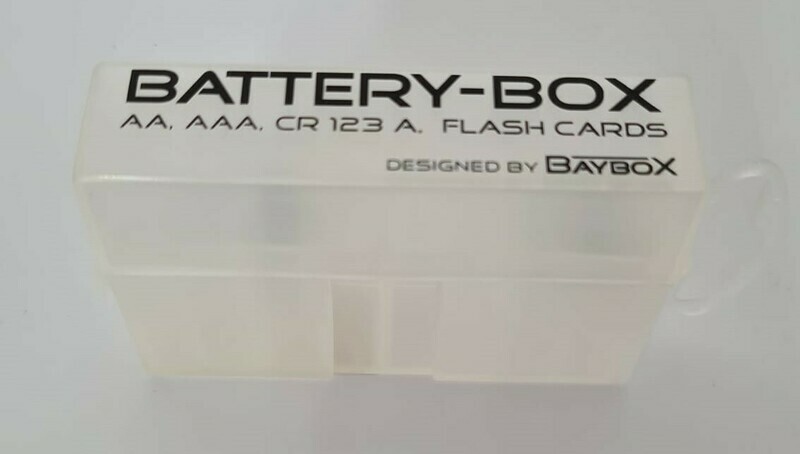 BATTERY-BOX
AA, AAA, CR 123 A, FLASH CARDS
DESIGNED BY BAYBOX